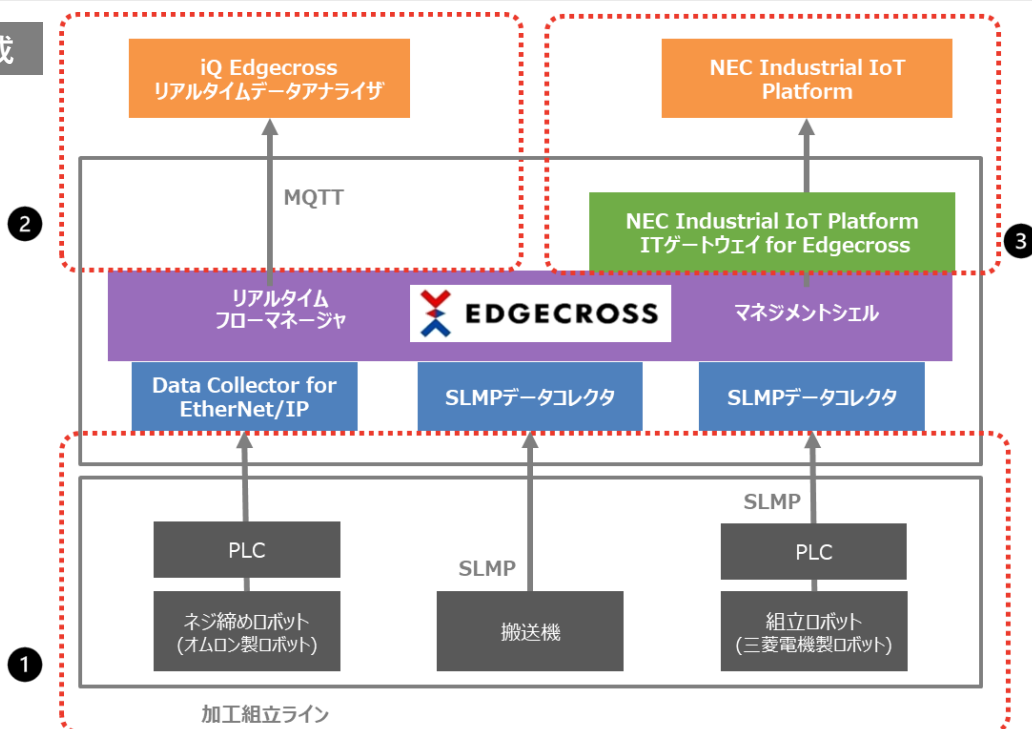 成
iQ Edgecross
リアルタイムデータアナライザ
NEC Industrial IoT
Platform
MQTT
2
NEC Industrial IoT Platform
ITゲートウェイ for Edgecross
3
リアルタイム
フローマネージャ
EDGECROSS
マネジメントシェル
Data Collector for
EtherNet/IP
SLMPデータコレクタ
SLMPデータコレクタ
SLMP
PLC
SLMP
PLC
ネジ締めロボット
(オムロン製ロボット)
搬送機
組立ロボット
(三菱電機製ロボット)
1
加工組立ライン